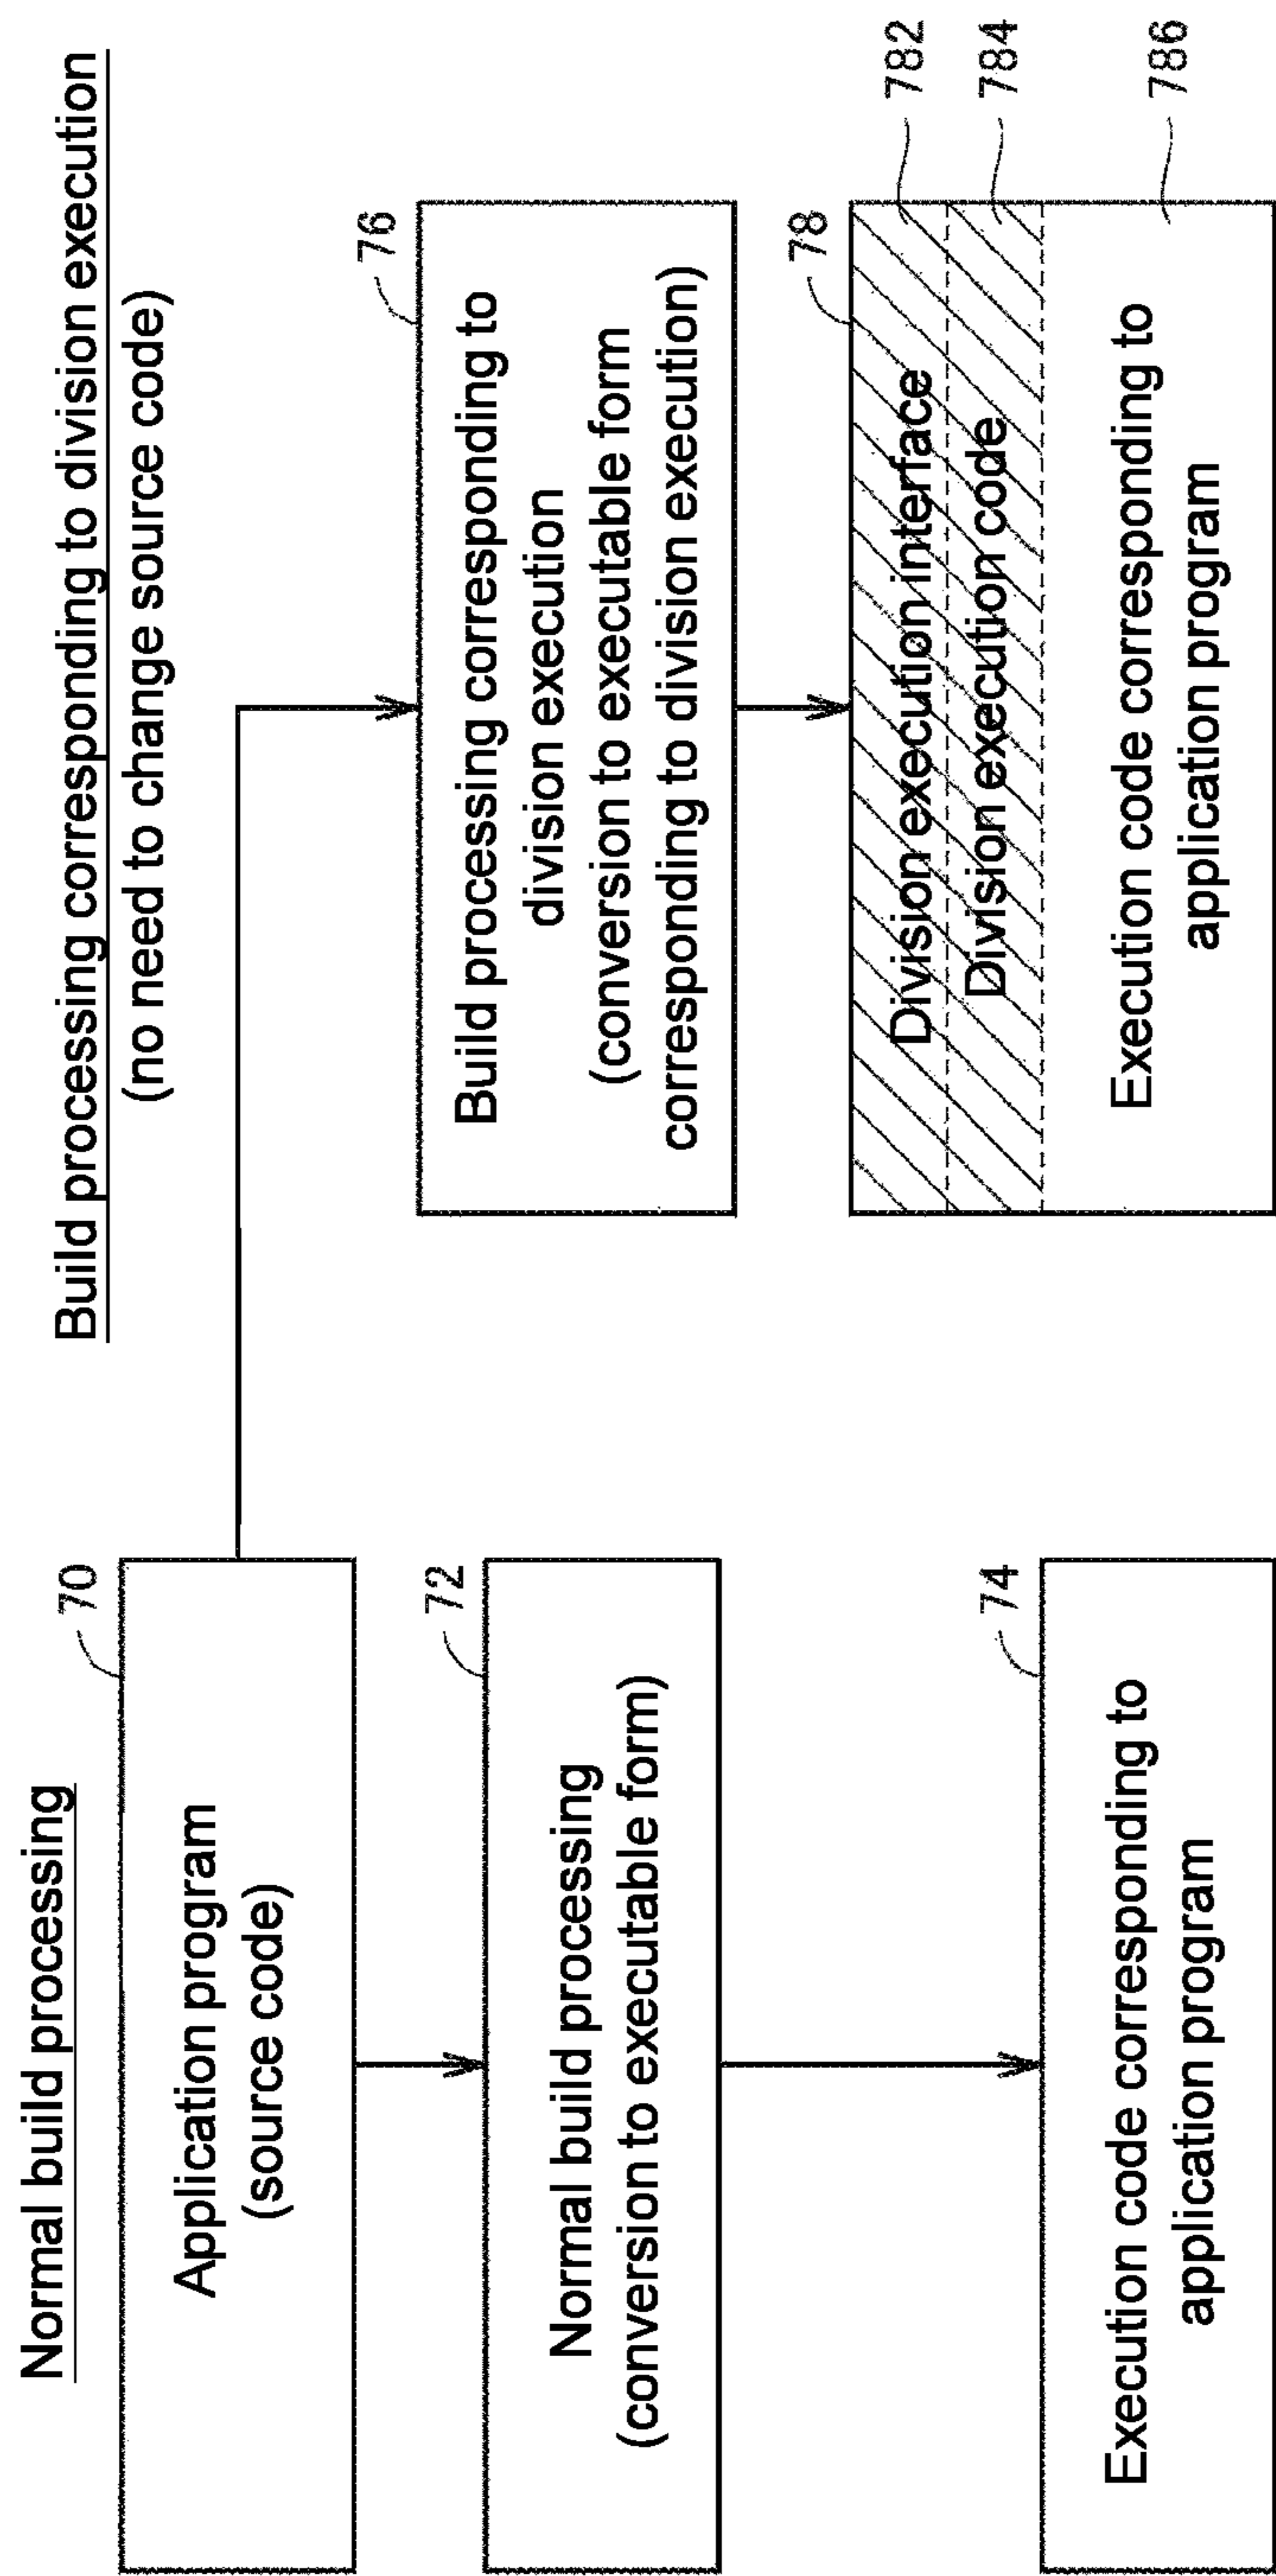 Normal build processing
70
Application program
(source code)
72
Normal build processing
(conversion to executable form)
74
Execution code corresponding to
application program
Build processing corresponding to division execution
(no need to change source code)
76
Build processing corresponding to
division execution
(conversion to executable form
corresponding to division execution)
78
Division execution interface
782
Division execution code
784
Execution code corresponding to
application program
786